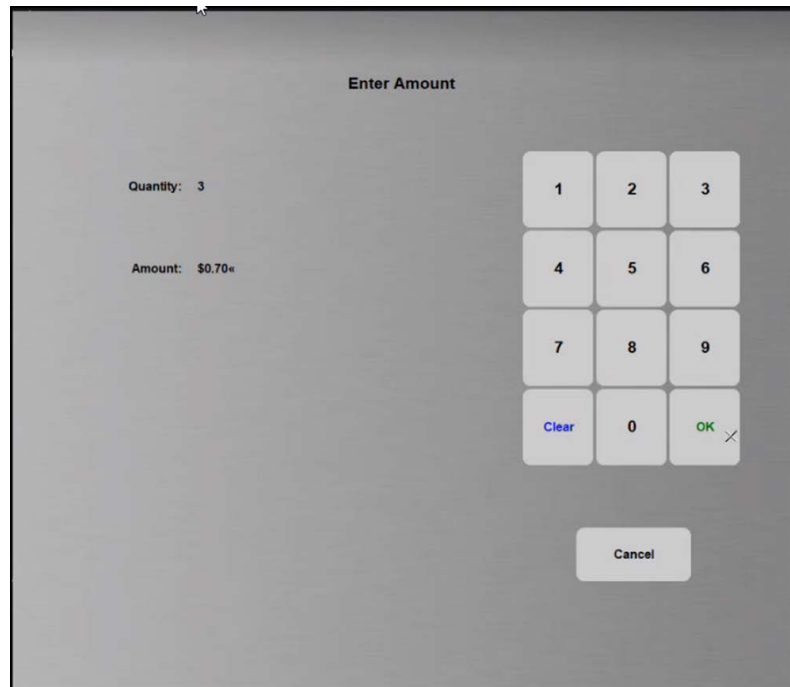 Enter Amount
Quantity: 3
Amount: $0.70«
1 2 3
4 5 6
7 8 9
Clear 0 OK
Cancel